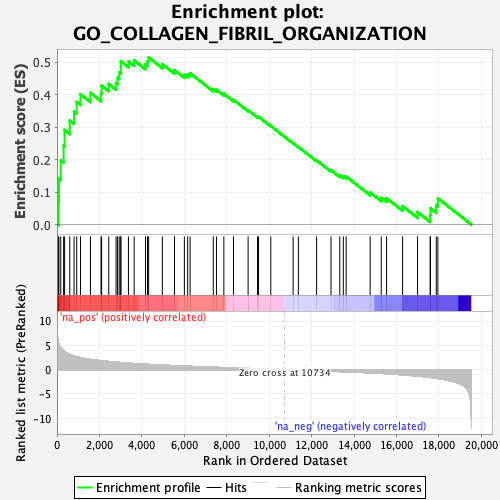 Enrichment plot:
GO_COLLAGEN_FIBRIL_ORGANIZATION
Enrichment score (ES)
0.5
0.4
0.3
0.2
0.1
0.0
'na_pos' (positively correlated)
Ranked list metric (PreRanked)
10
5
0
-5
-10
Zero cross at 10734
'na_neg' (negatively correlated)
0 2,000 4,000 6,000 8,000 10,000 12,000 14,000 16,000 18,000 20,000
Rank in Ordered Dataset
Enrichment profile Hits Ranking metric scores